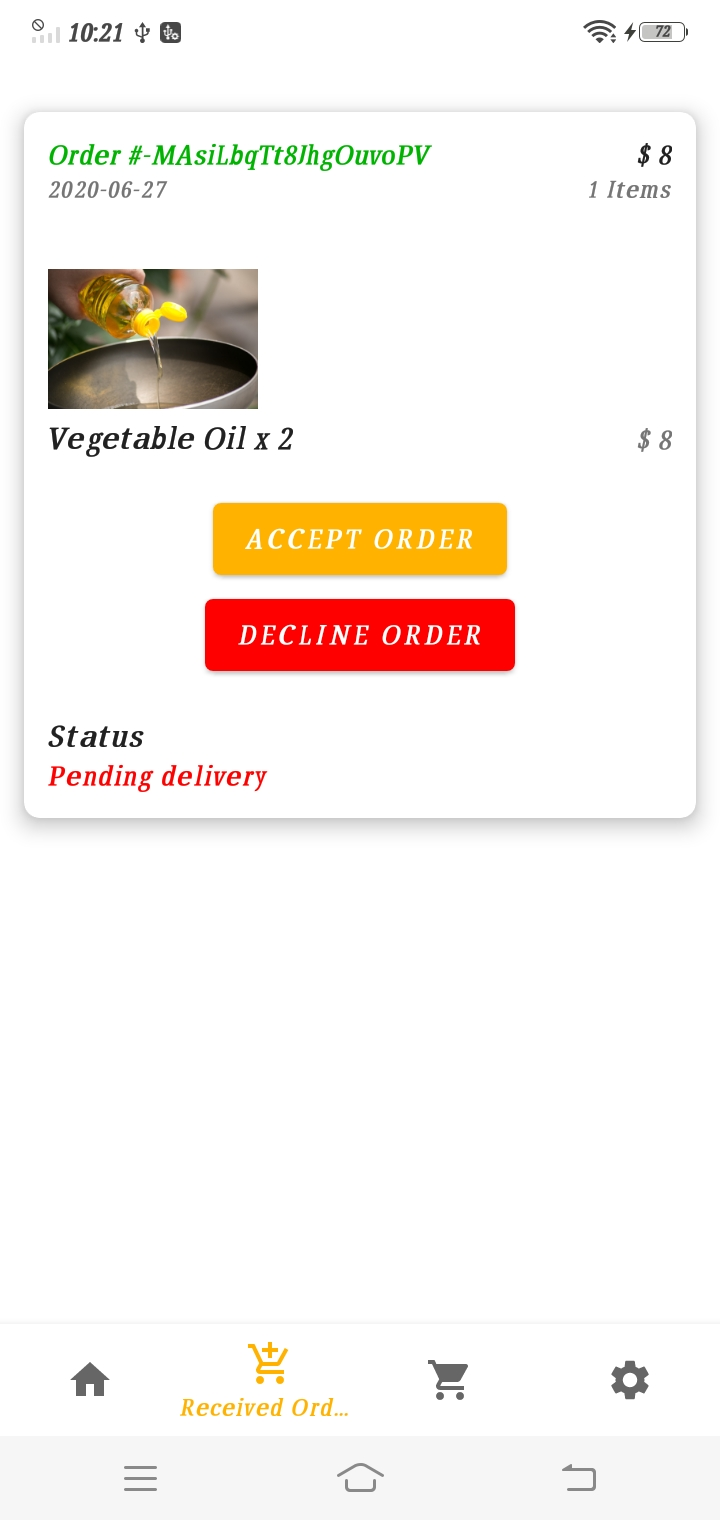 10:21
72
Order #-MAsiLbqTt8JhgOuvoPV
$ 8
2020-06-27
1 Items
Vegetable Oil x 2
$ 8
ACCEPT ORDER
DECLINE ORDER
Status
Pending delivery
Received Ord...